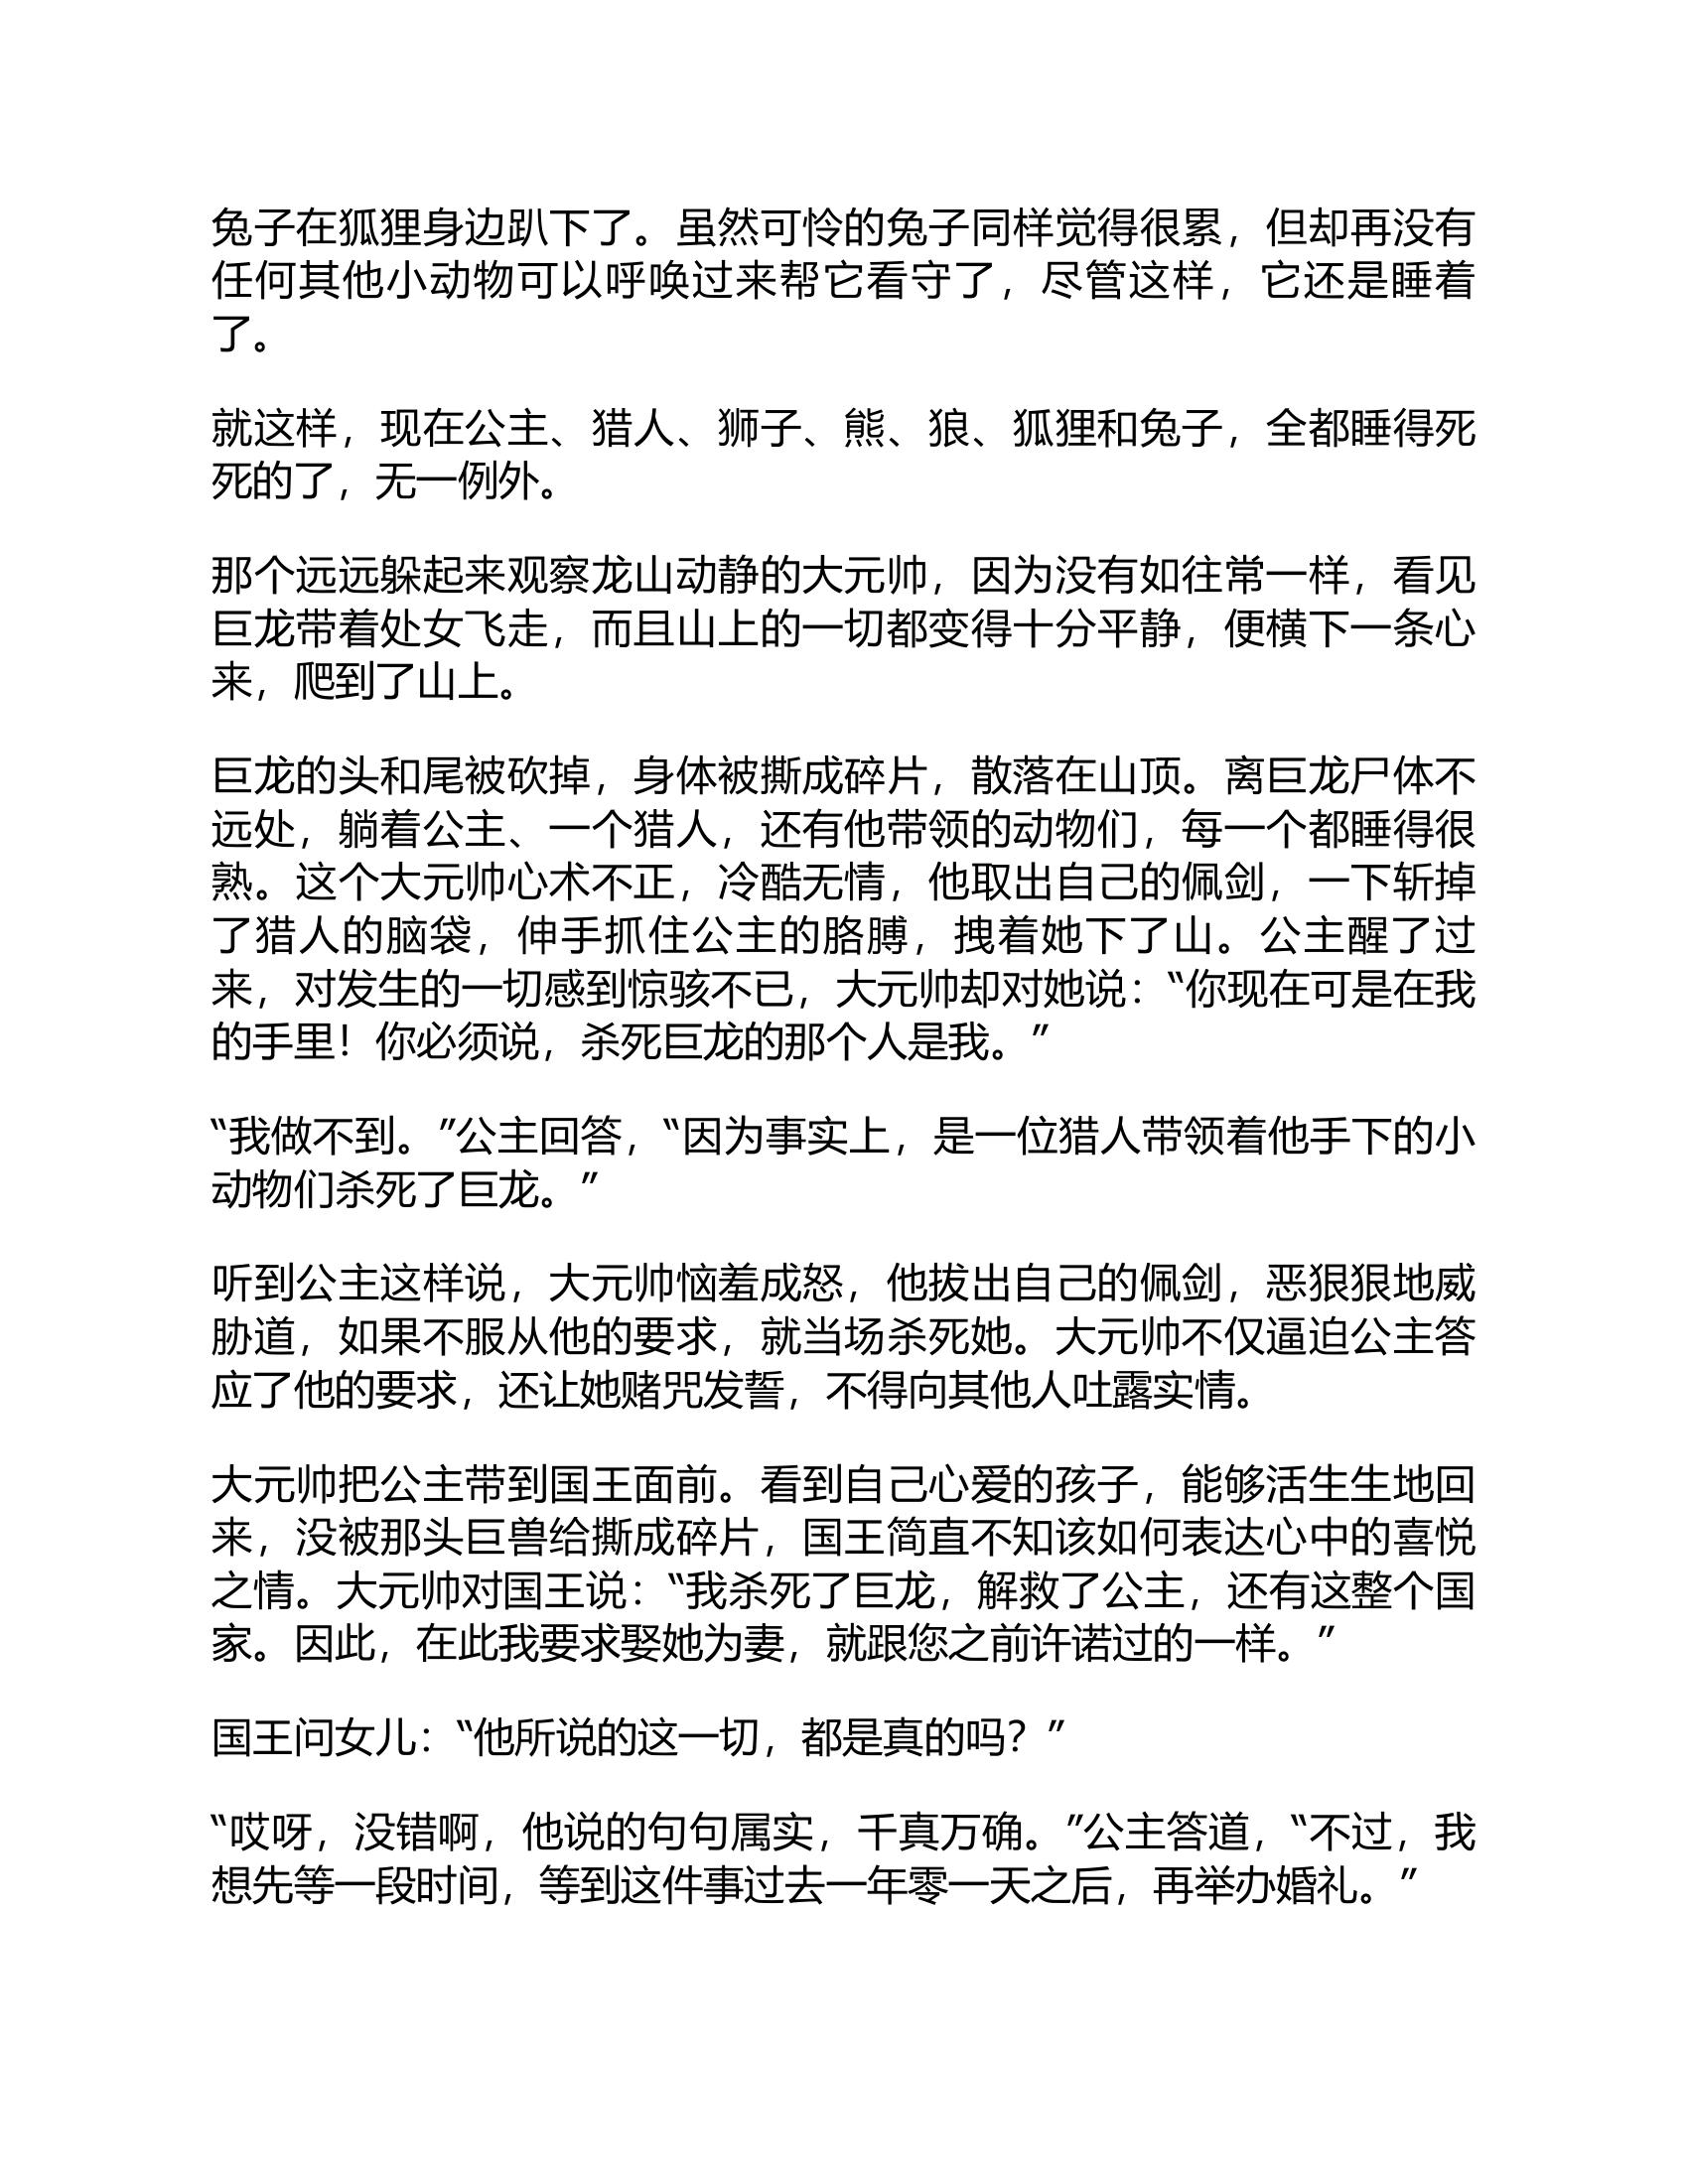 兔子在狐狸身边趴下了。虽然可怜的兔子同样觉得很累，但却再没有
任何其他小动物可以呼唤过来帮它看守了，尽管这样，它还是睡着
了。
就这样，现在公主、猎人、狮子、熊、狼、狐狸和兔子，全都睡得死
死的了，无一例外。
那个远远躲起来观察龙山动静的大元帅，因为没有如往常一样，看见
巨龙带着处女飞走，而且山上的一切都变得十分平静，便横下一条心
来，爬到了山上。
巨龙的头和尾被砍掉，身体被撕成碎片，散落在山顶。离巨龙尸体不
远处，躺着公主、一个猎人，还有他带领的动物们，每一个都睡得很
熟。这个大元帅心术不正，冷酷无情，他取出自己的佩剑，一下斩掉
了猎人的脑袋，伸手抓住公主的胳膊，拽着她下了山。公主醒了过
来，对发生的一切感到惊骇不已，大元帅却对她说：“你现在可是在我
的手里！你必须说，杀死巨龙的那个人是我。”
“我做不到。”公主回答，“因为事实上，是一位猎人带领着他手下的小
动物们杀死了巨龙。”
听到公主这样说，大元帅恼羞成怒，他拔出自己的佩剑，恶狠狠地威
胁道，如果不服从他的要求，就当场杀死她。大元帅不仅逼迫公主答
应了他的要求，还让她赌咒发誓，不得向其他人吐露实情。
大元帅把公主带到国王面前。看到自己心爱的孩子，能够活生生地回
来，没被那头巨兽给撕成碎片，国王简直不知该如何表达心中的喜悦
之情。大元帅对国王说：“我杀死了巨龙，解救了公主，还有这整个国
家。因此，在此我要求娶她为妻，就跟您之前许诺过的一样。”
国王问女儿：“他所说的这一切，都是真的吗？”
“哎呀，没错啊，他说的句句属实，千真万确。”公主答道，“不过，我
想先等一段时间，等到这件事过去一年零一天之后，再举办婚礼。”